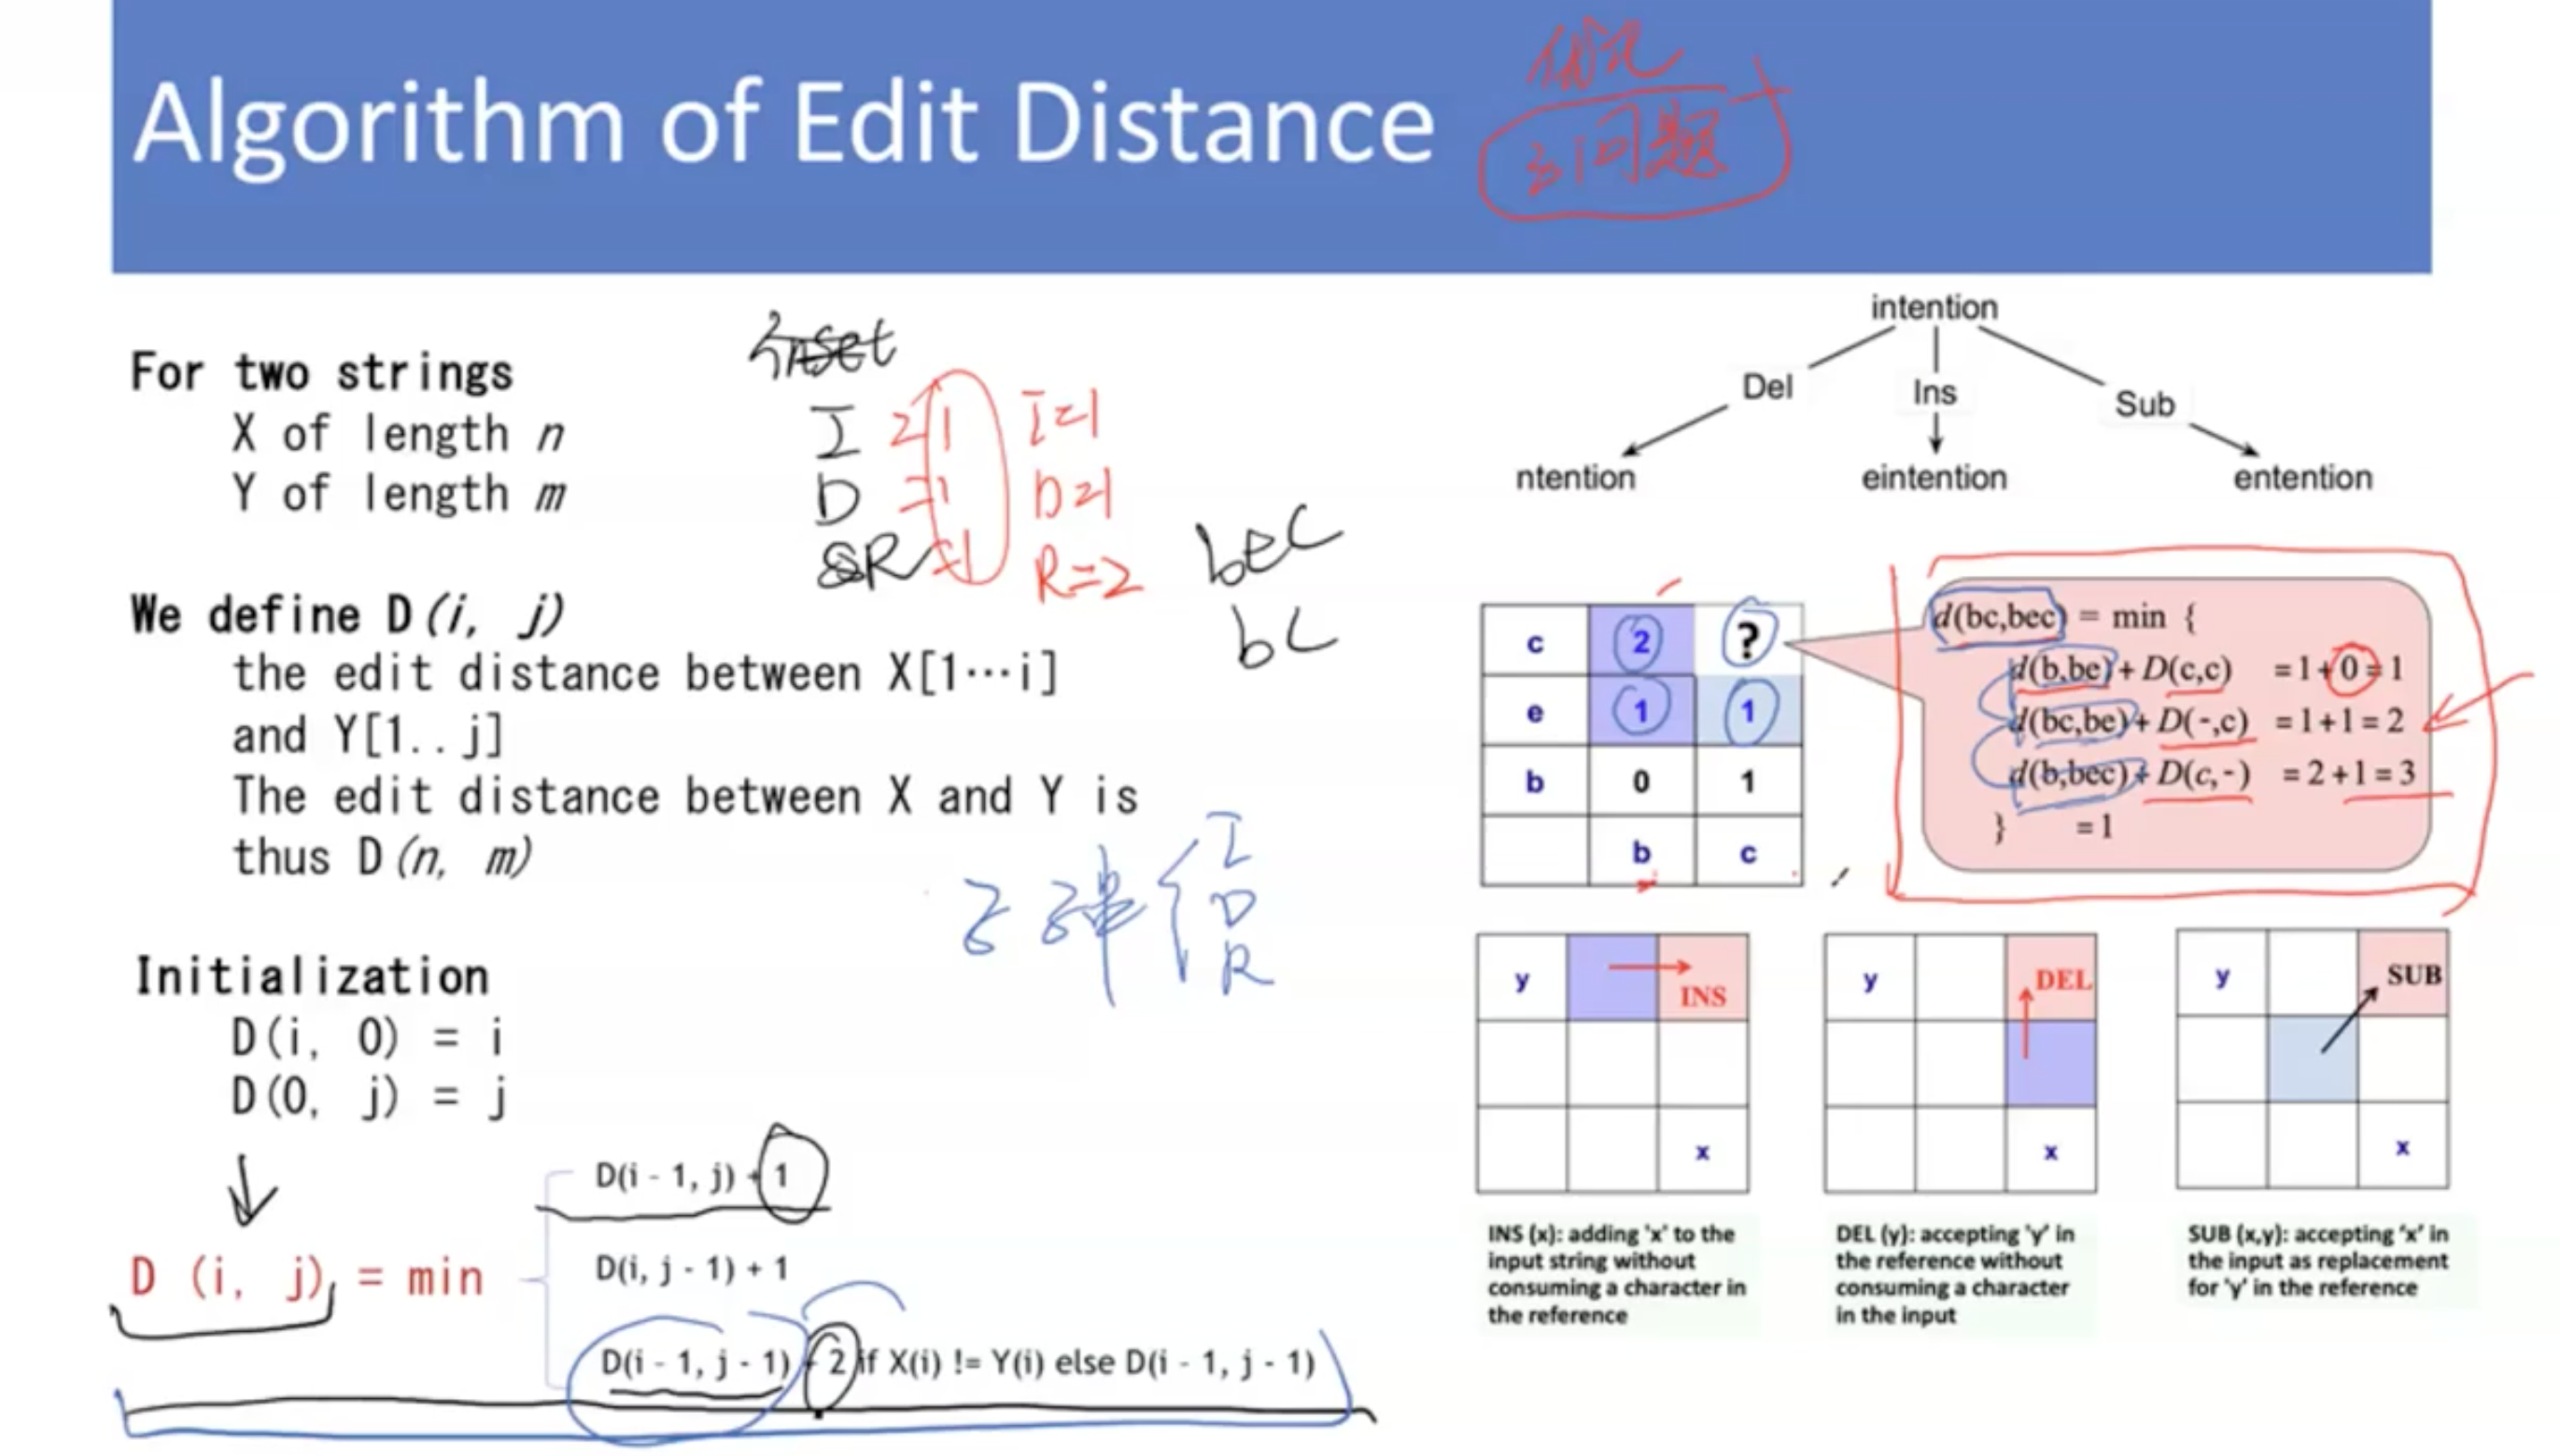 Algorithm of Edit Distance
问题
For two strings
X of length n
Y of length m
We define D(i, j)
the edit distance between X[1…i]
and Y[1..j]
The edit distance between X and Y is
thus D(n, m)
Initialization
D(i, 0) = i
D(0, j) = j
D (i, j) = min
D(i - 1, j) + 1
D(i, j - 1) + 1
D(i - 1, j - 1) + 2 if X(i) != Y(i) else D(i - 1, j - 1)
I =1 I=1
D =1 D=1
R =1 R=2
bec
bc
I
D
R
intention
Del Ins Sub
ntention eintention entention
c 2 ?
e 1 1
b 0 1
b c
d(bc,bec) = min {
d(b,be) + D(c,c) = 1 + 0 = 1
d(bc,be) + D(-,c) = 1 + 1 = 2
d(b,bec) + D(c,-) = 2 + 1 = 3
} = 1
y INS
x
y DEL
x
y SUB
x
INS (x): adding 'x' to the
input string without
consuming a character in
the reference
DEL (y): accepting 'y' in
the reference without
consuming a character
in the input
SUB (x,y): accepting 'x' in
the input as replacement
for 'y' in the reference